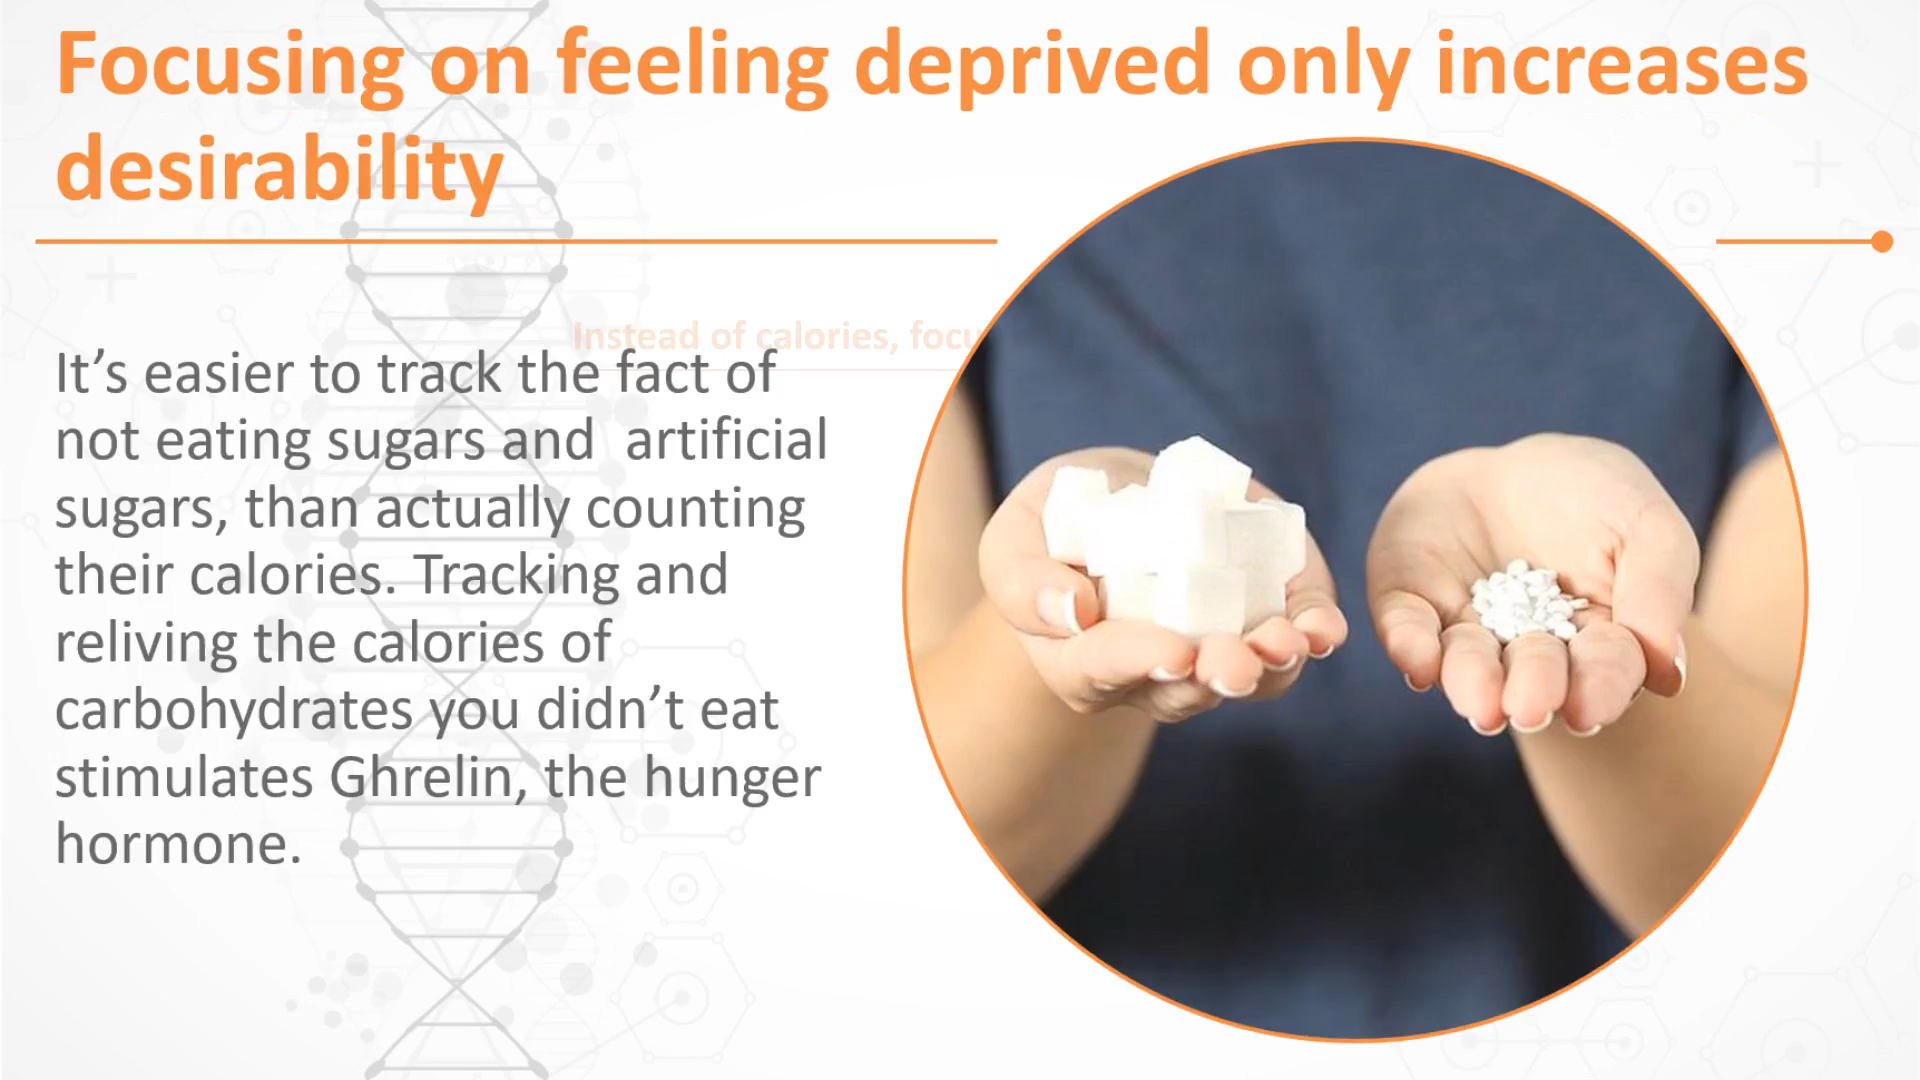 Focusing on feeling deprived only increases
desirability
Instead of calories, focu
It’s easier to track the fact of
not eating sugars and  artificial
sugars, than actually counting
their calories. Tracking and
reliving the calories of
carbohydrates you didn’t eat
stimulates Ghrelin, the hunger
hormone.